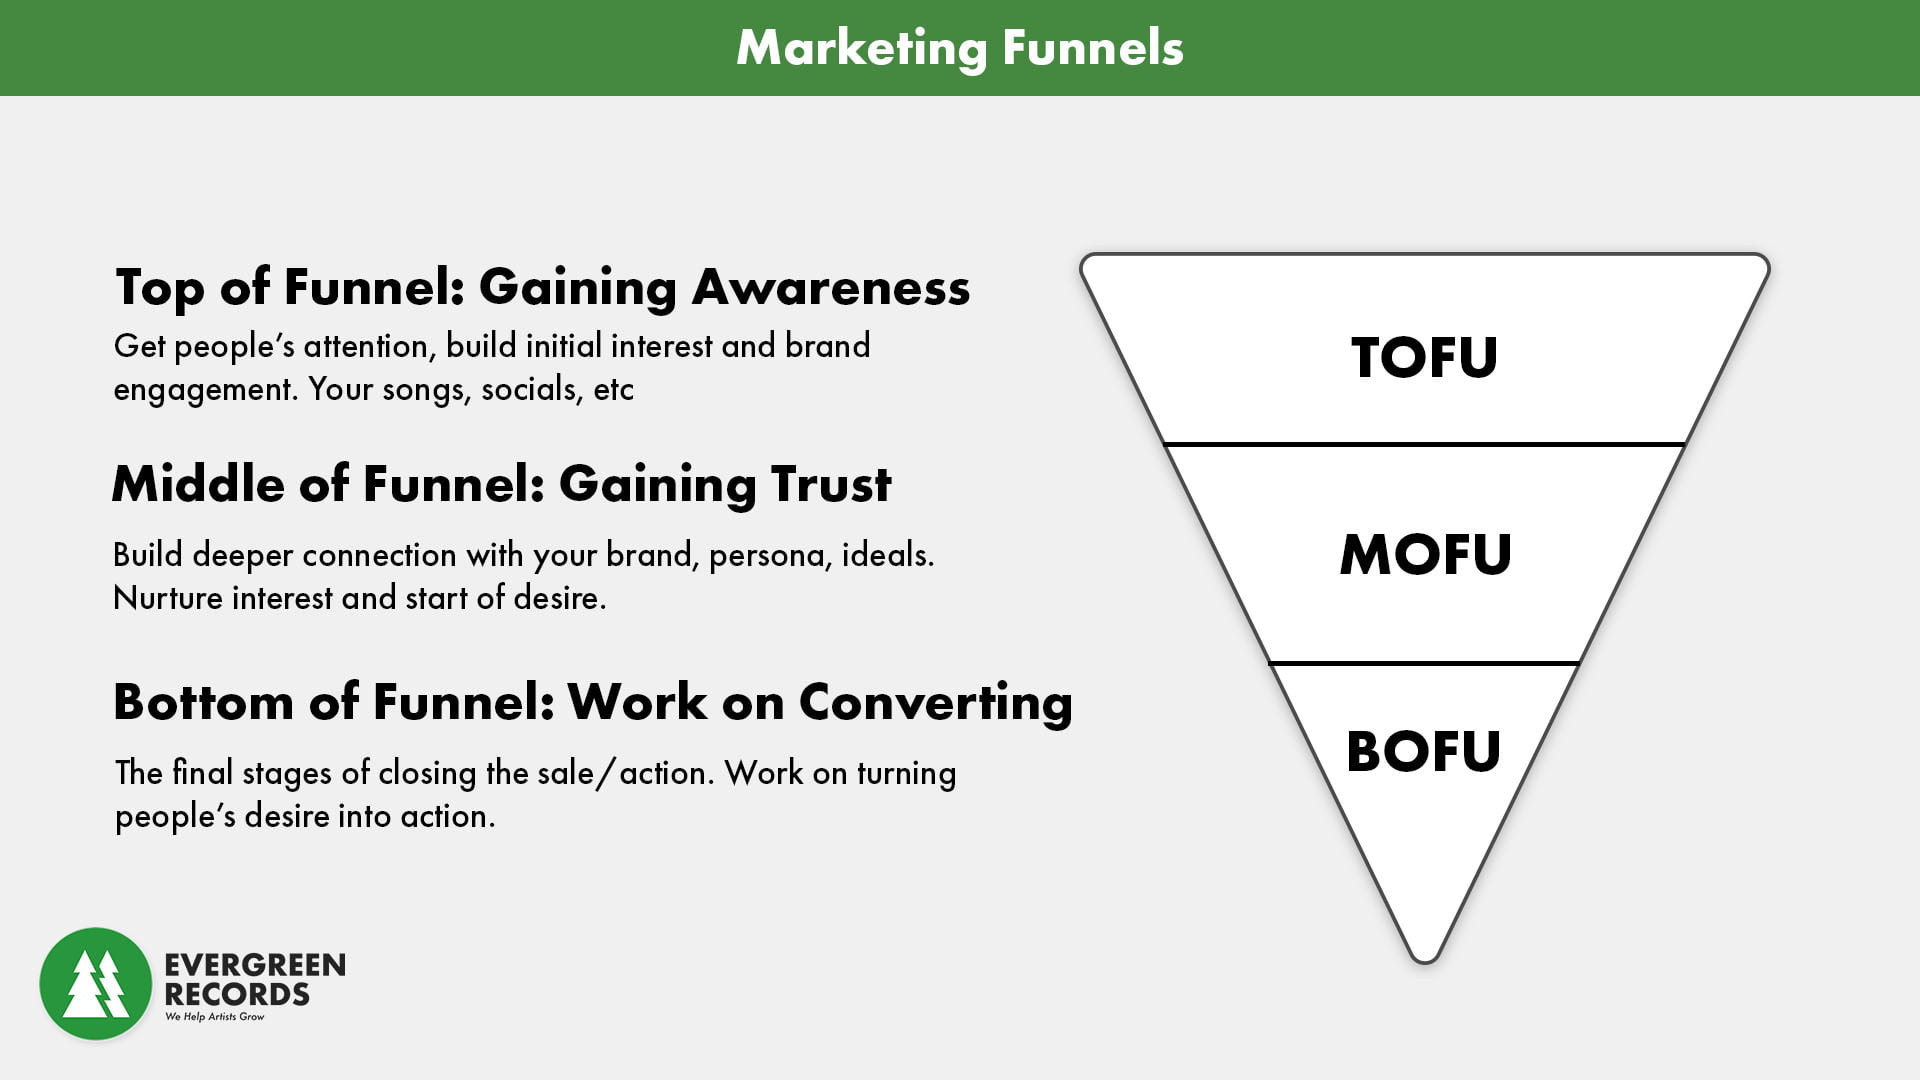 Marketing Funnels
Top of Funnel: Gaining Awareness
Get people’s attention, build initial interest and brand
engagement. Your songs, socials, etc
Middle of Funnel: Gaining Trust
Build deeper connection with your brand, persona, ideals.
Nurture interest and start of desire.
Bottom of Funnel: Work on Converting
The final stages of closing the sale/action. Work on turning
people’s desire into action.
TOFU
MOFU
BOFU
EVERGREEN
RECORDS
We Help Artists Grow